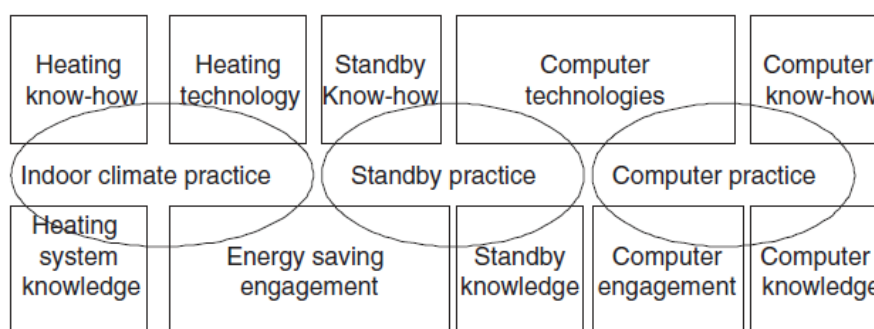 Heating
know-how
Heating
technology
Standby
Know-how
Computer
technologies
Computer
know-how
Indoor climate practice
Standby practice
Computer practice
Heating
system
knowledge
Energy saving
engagement
Standby
knowledge
Computer
engagement
Computer
knowledge